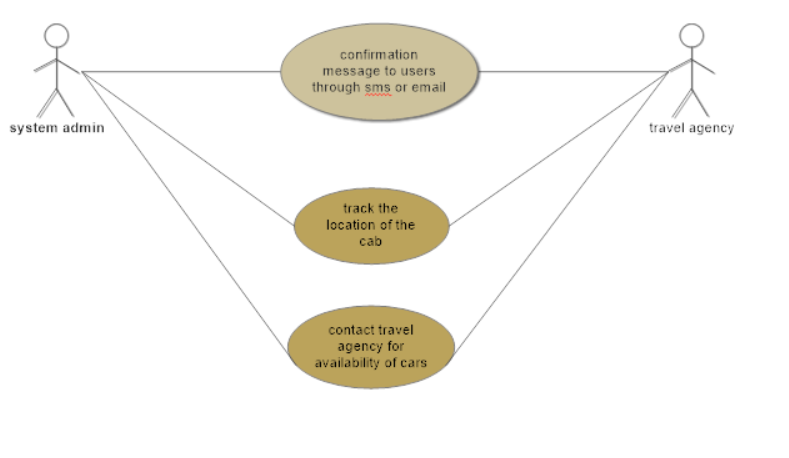 confirmation
message to users
through sms or email
system admin
travel agency
track the
location of the
cab
contact travel
agency for
availability of cars